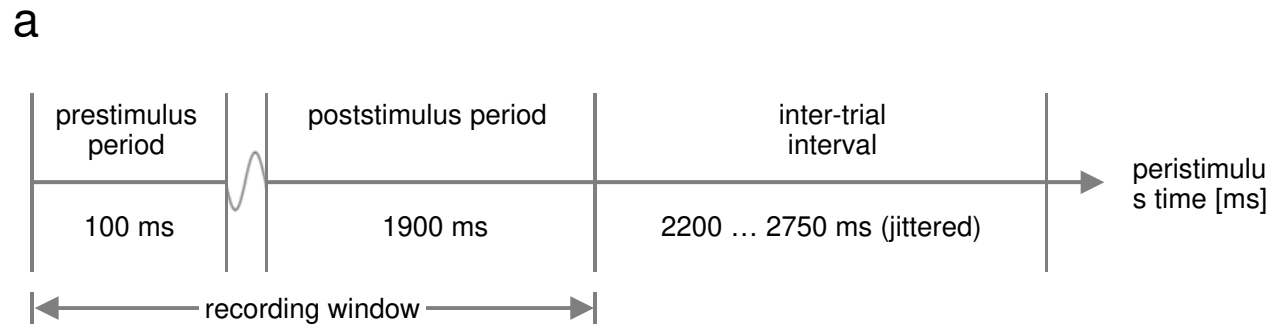 a
prestimulus
period
poststimulus period
inter-trial
interval
peristimulu
s time [ms]
100 ms
1900 ms
2200 … 2750 ms (jittered)
recording window